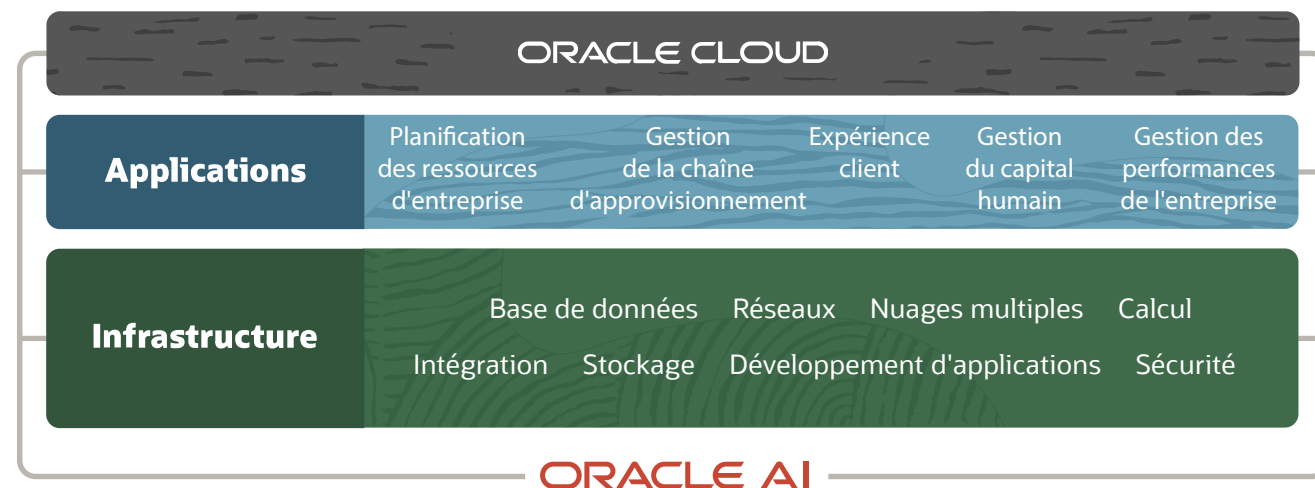 ORACLE CLOUD
Applications
Planification
des ressources
d'entreprise
Gestion
de la chaîne
d'approvisionnement
Expérience
client
Gestion
du capital
humain
Gestion des
performances
de l'entreprise
Infrastructure
Base de données Réseaux Nuages multiples Calcul
Intégration Stockage Développement d'applications Sécurité
ORACLE AI